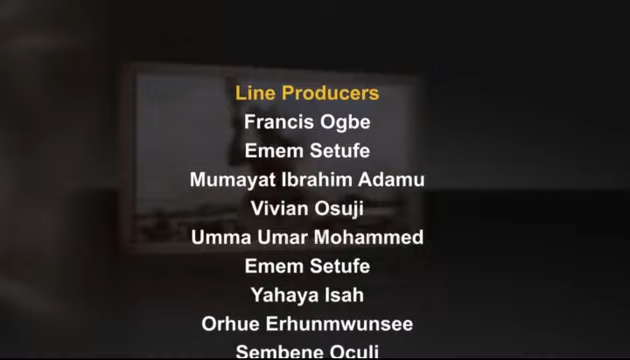 Line Producers
Francis Ogbe
Emem Setufe
Mumayat Ibrahim Adamu
Vivian Osuji
Umma Umar Mohammed
Emem Setufe
Yahaya Isah
Orhue Erhunmwunsee
Sembene Oculi